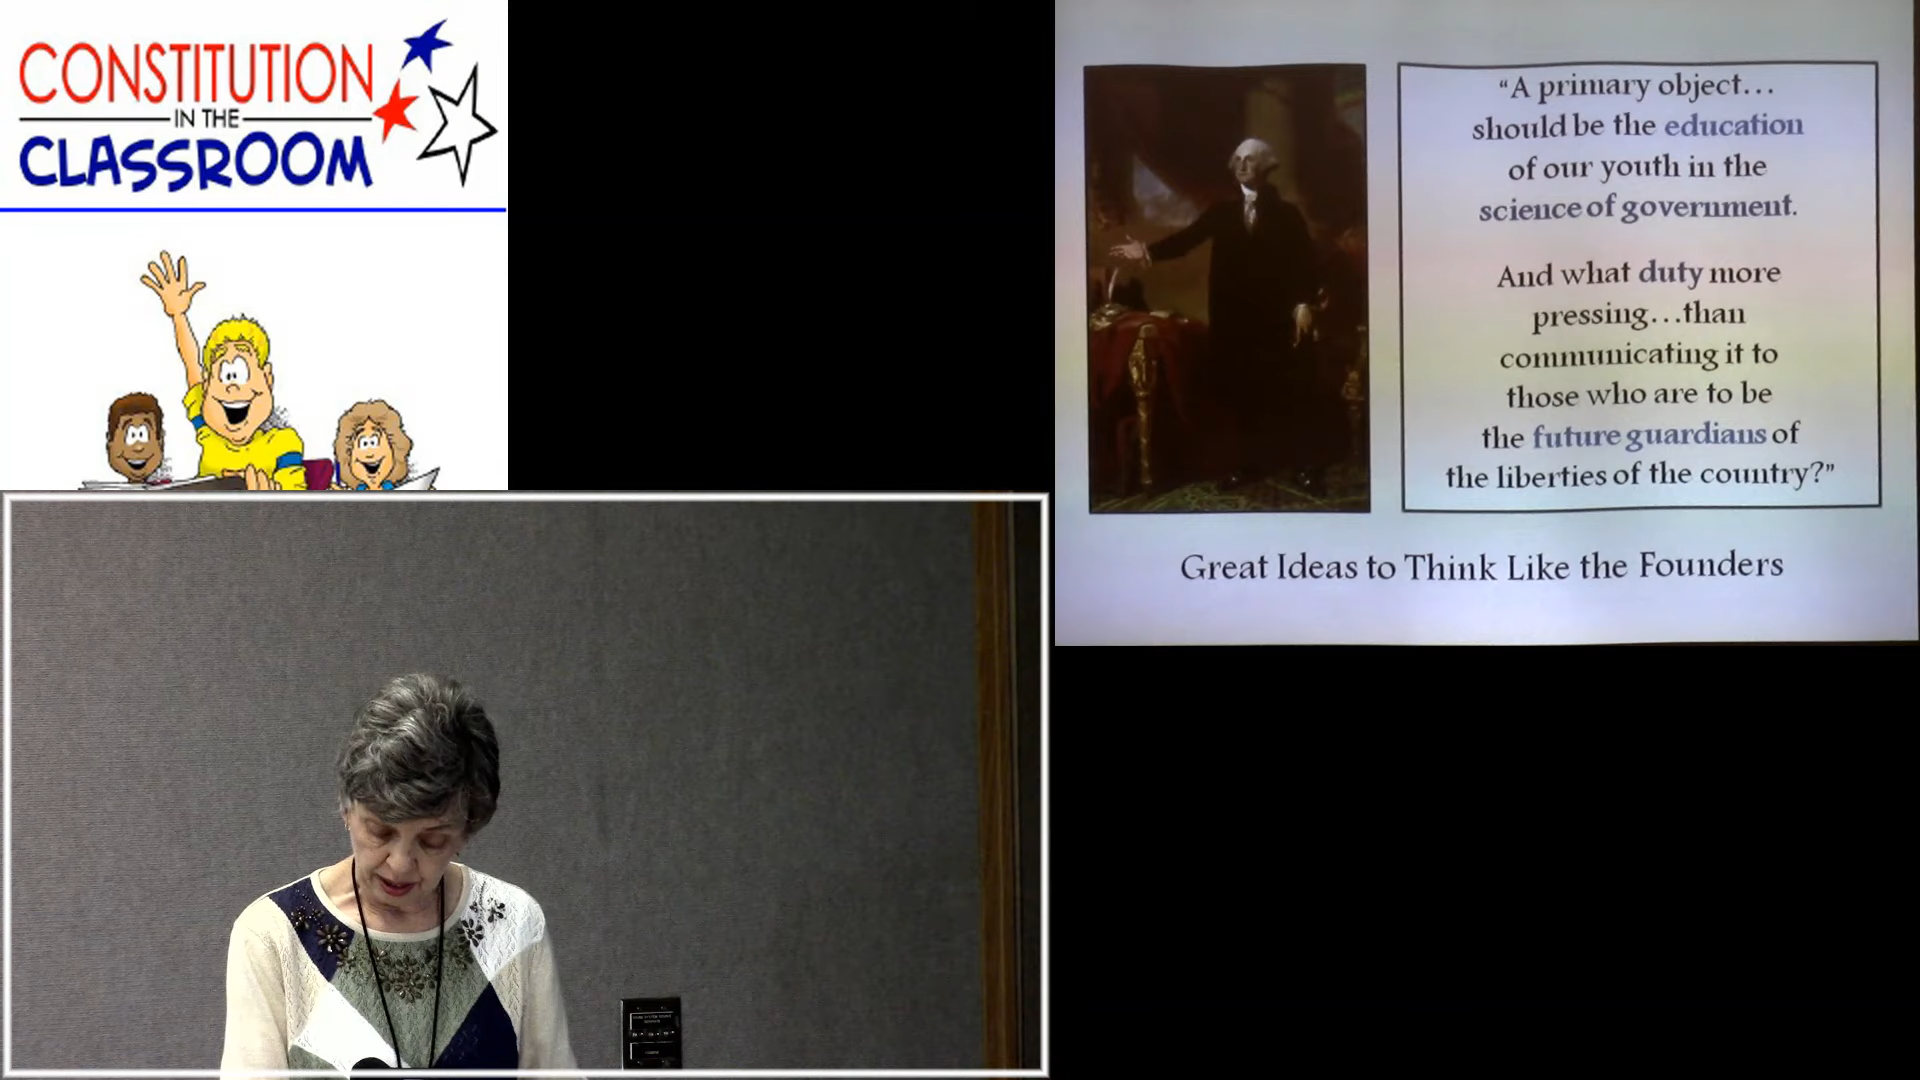 CONSTITUTION
IN THE
CLASSROOM
“A primary object...
should be the education
of our youth in the
science of government.
And what duty more
pressing...than
communicating it to
those who are to be
the future guardians of
the liberties of the country?”
Great Ideas to Think Like the Founders